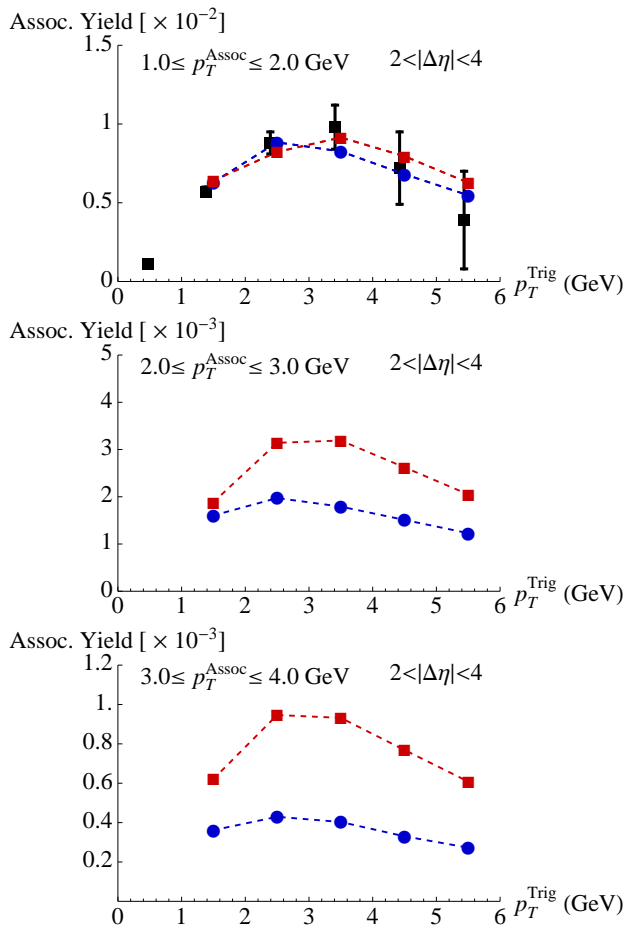 Assoc. Yield [ × 10⁻²]
1.5
1.0≤ p_T^Assoc ≤ 2.0 GeV 2<|Δη|<4
1
0.5
0
0 1 2 3 4 5 6
p_T^Trig (GeV)
Assoc. Yield [ × 10⁻³]
5
2.0≤ p_T^Assoc ≤ 3.0 GeV 2<|Δη|<4
4
3
2
1
0
0 1 2 3 4 5 6
p_T^Trig (GeV)
Assoc. Yield [ × 10⁻³]
1.2
3.0≤ p_T^Assoc ≤ 4.0 GeV 2<|Δη|<4
1.
0.8
0.6
0.4
0.2
0 1 2 3 4 5 6
p_T^Trig (GeV)